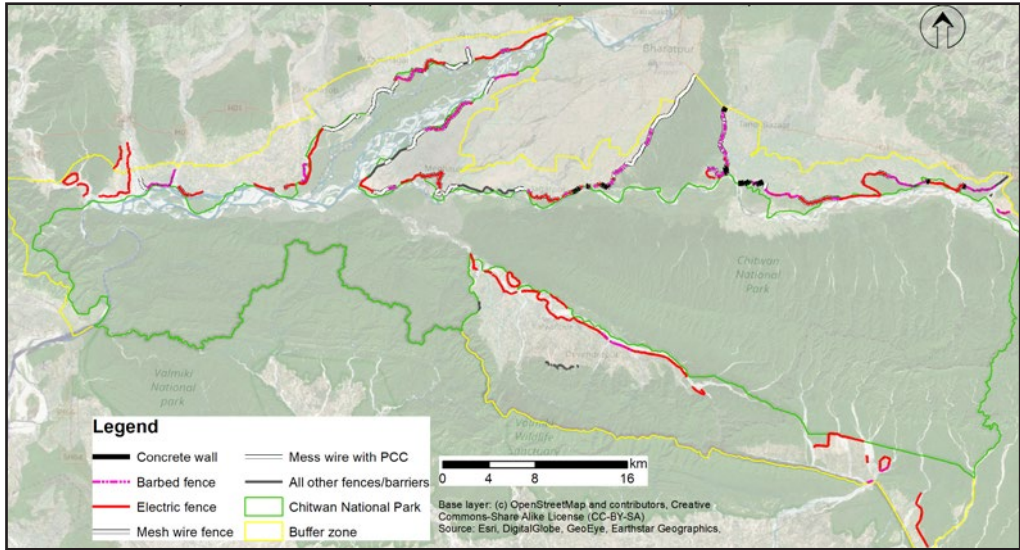 Bharatpur
Chitwan
National
Park
Valmiki
National
park
Wildlife
Sanctuary
Legend
Concrete wall
Mess wire with PCC
Barbed fence
All other fences/barriers
Electric fence
Chitwan National Park
Mesh wire fence
Buffer zone
km
0 4 8 16
Base layer: (c) OpenStreetMap and contributors, Creative
Commons-Share Alike License (CC-BY-SA)
Source: Esri, DigitalGlobe, GeoEye, Earthstar Geographics,